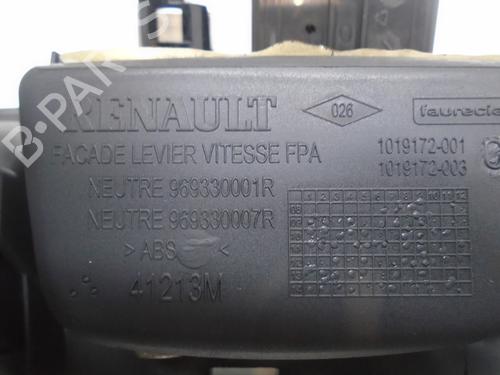 B-PARTS
RENAULT
026
faurecia
FACADE LEVIER VITESSE FPA
1019172-001
1019172-003
NEUTRE 969330001R
NEUTRE 969330007R
>ABS<
41213M